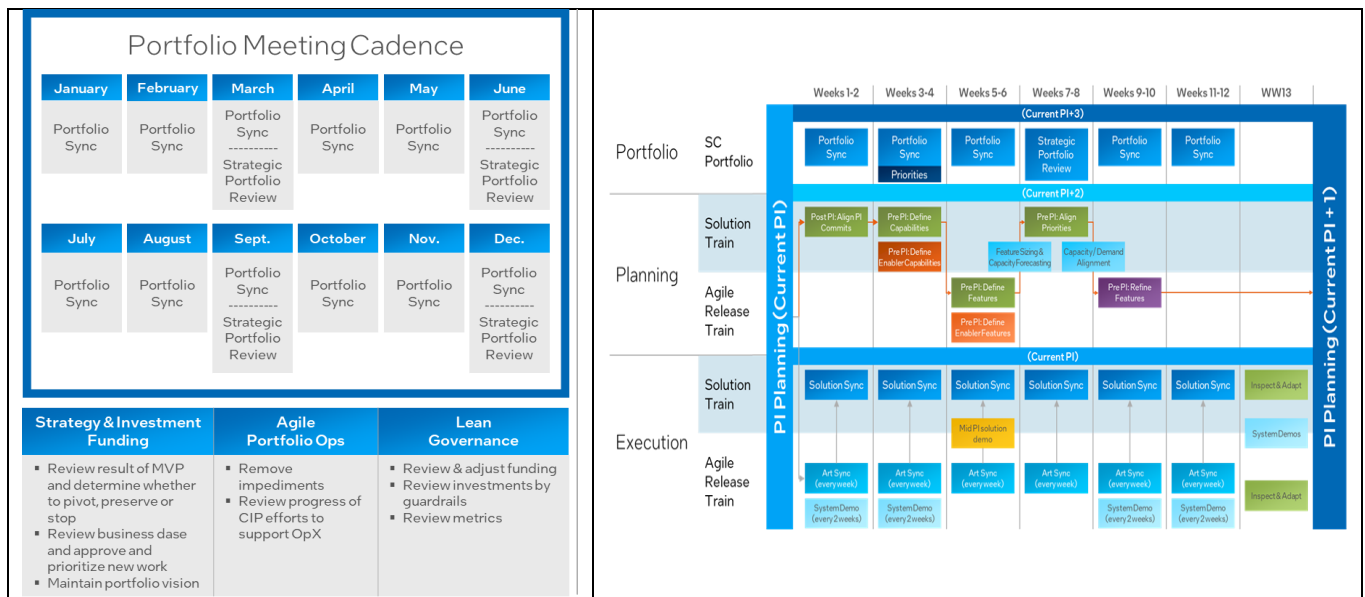 Portfolio Meeting Cadence
January
February
March
April
May
June
Portfolio
Sync
Portfolio
Sync
Portfolio
Sync
----------
Strategic
Portfolio
Review
Portfolio
Sync
Portfolio
Sync
Portfolio
Sync
----------
Strategic
Portfolio
Review
July
August
Sept.
October
Nov.
Dec.
Portfolio
Sync
Portfolio
Sync
Portfolio
Sync
----------
Strategic
Portfolio
Review
Portfolio
Sync
Portfolio
Sync
Portfolio
Sync
----------
Strategic
Portfolio
Review
Strategy & Investment
Funding
▪ Review result of MVP
and determine whether
to pivot, preserve or
stop
▪ Review business dase
and approve and
prioritize new work
▪ Maintain portfolio vision
Agile
Portfolio Ops
▪ Remove
impediments
▪ Review progress of
CIP efforts to
support OpX
Lean
Governance
▪ Review & adjust funding
▪ Review investments by
guardrails
▪ Review metrics
Weeks 1-2
Weeks 3-4
Weeks 5-6
Weeks 7-8
Weeks 9-10
Weeks 11-12
WW13
PI Planning (Current PI)
(Current PI+3)
Portfolio
SC
Portfolio
Portfolio
Sync
Portfolio
Sync
Priorities
Portfolio
Sync
Strategic
Portfolio
Review
Portfolio
Sync
Portfolio
Sync
(Current PI+2)
Planning
Solution
Train
Post PI: Align PI
Commits
Pre PI: Define
Capabilities
Pre PI: Define
Enabler Capabilities
Feature Sizing &
Capacity Forecasting
Pre PI: Align
Priorities
Capacity / Demand
Alignment
Agile
Release
Train
Pre PI: Define
Features
Pre PI: Define
Enabler Features
Pre PI: Refine
Features
(Current PI)
Execution
Solution
Train
Solution Sync
Solution Sync
Solution Sync
Solution Sync
Solution Sync
Solution Sync
Inspect & Adapt
Mid PI solution
demo
System Demos
Agile
Release
Train
Art Sync
(every week)
Art Sync
(every week)
Art Sync
(every week)
Art Sync
(every week)
Art Sync
(every week)
Art Sync
(every week)
Inspect & Adapt
System Demo
(every 2 weeks)
System Demo
(every 2 weeks)
System Demo
(every 2 weeks)
System Demo
(every 2 weeks)
PI Planning (Current PI + 1)